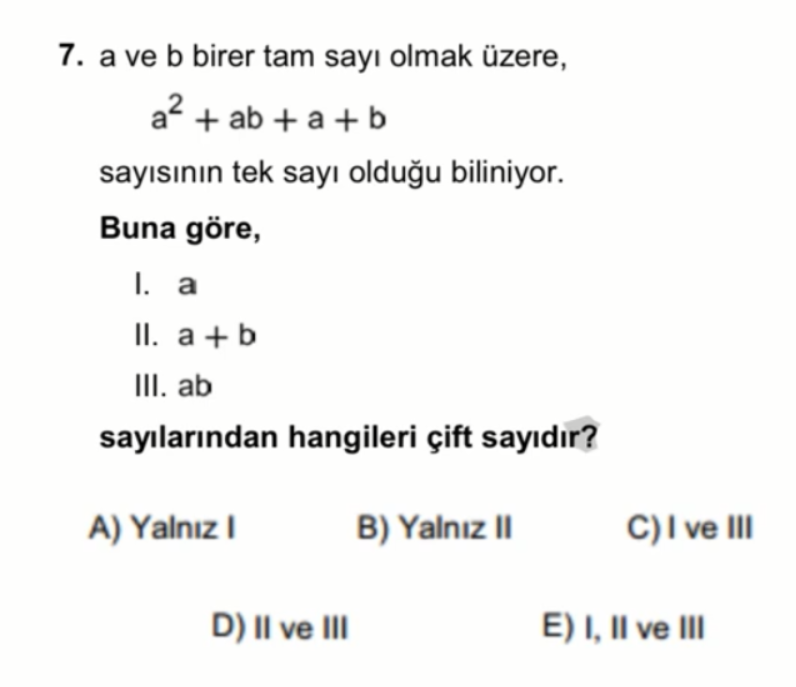 7. a ve b birer tam sayı olmak üzere,
a² + ab + a + b
sayısının tek sayı olduğu biliniyor.
Buna göre,
I. a
II. a + b
III. ab
sayılarından hangileri çift sayıdır?
A) Yalnız I B) Yalnız II C) I ve III
D) II ve III E) I, II ve III